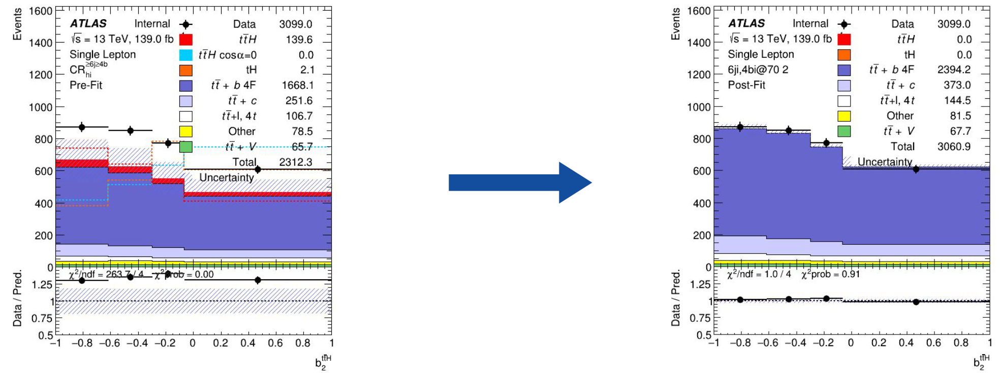 Events
1600
1400
1200
1000
800
600
400
200
0
ATLAS Internal
√s = 13 TeV, 139.0 fb
Single Lepton
CR≥6j≥4b hi
Pre-Fit
Data 3099.0
tt̄H 139.6
tt̄H cosα=0 0.0
tH 2.1
tt̄ + b 4F 1668.1
tt̄ + c 251.6
tt̄+l, 4t 106.7
Other 78.5
tt̄ + V 65.7
Total 2312.3
Uncertainty
χ²/ndf = 263.7 / 4 χ²prob = 0.00
Data / Pred.
1.25
1
0.75
0.5
−1 −0.8 −0.6 −0.4 −0.2 0 0.2 0.4 0.6 0.8 1
b₂tt̄H
Events
1600
1400
1200
1000
800
600
400
200
0
ATLAS Internal
√s = 13 TeV, 139.0 fb
Single Lepton
6ji,4bi@70 2
Post-Fit
Data 3099.0
tt̄H 0.0
tH 0.0
tt̄ + b 4F 2394.2
tt̄ + c 373.0
tt̄+l, 4t 144.5
Other 81.5
tt̄ + V 67.7
Total 3060.9
Uncertainty
χ²/ndf = 1.0 / 4 χ²prob = 0.91
Data / Pred.
1.25
1
0.75
0.5
−1 −0.8 −0.6 −0.4 −0.2 0 0.2 0.4 0.6 0.8 1
b₂tt̄H